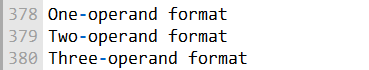 378 One-operand format
379 Two-operand format
380 Three-operand format